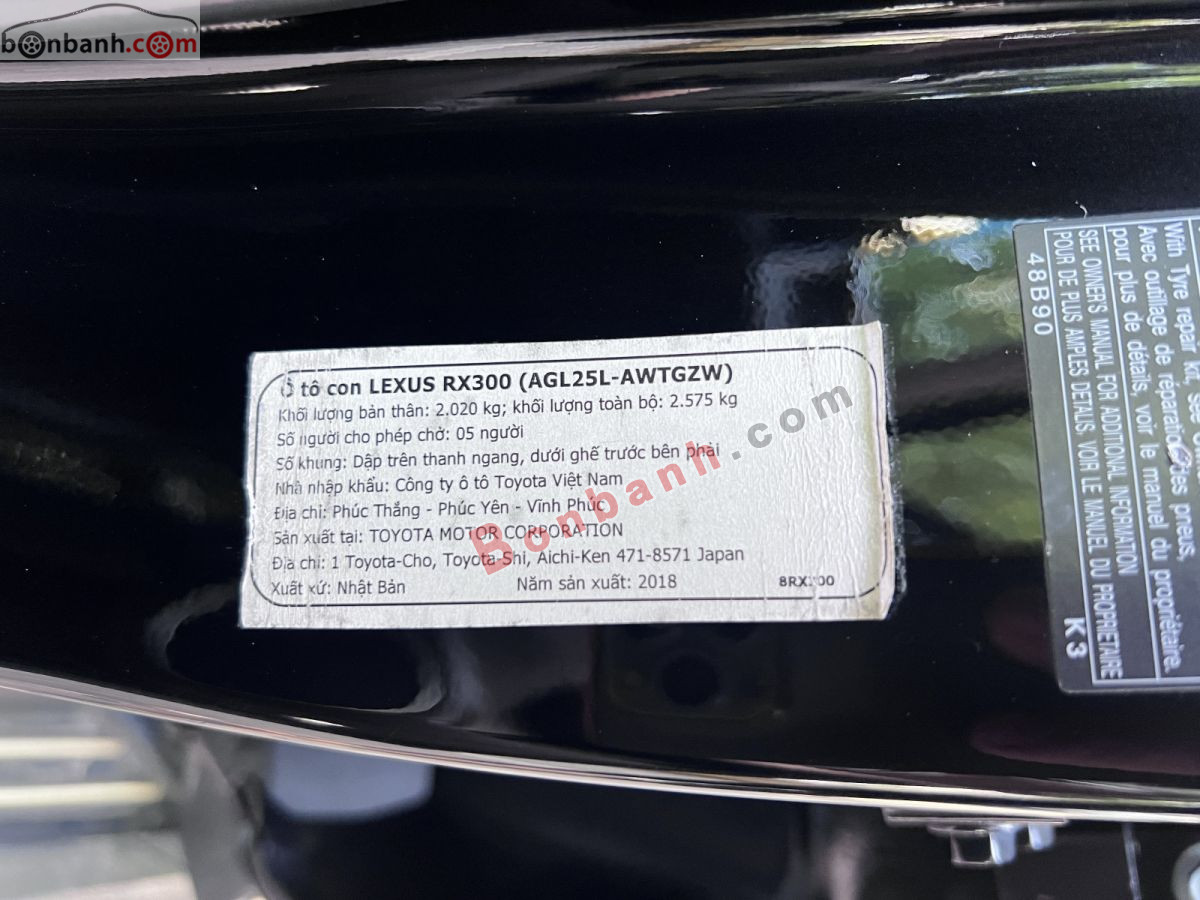 bonbanh.com
Ô tô con LEXUS RX300 (AGL25L-AWTGZW)
Khối lượng bản thân: 2.020 kg; khối lượng toàn bộ: 2.575 kg
Số người cho phép chở: 05 người
Số khung: Dập trên thanh ngang, dưới ghế trước bên phải
Nhà nhập khẩu: Công ty ô tô Toyota Việt Nam
Địa chỉ: Phúc Thắng - Phúc Yên - Vĩnh Phúc
Sản xuất tại: TOYOTA MOTOR CORPORATION
Địa chỉ: 1 Toyota-Cho, Toyota-Shi, Aichi-Ken 471-8571 Japan
Xuất xứ: Nhật Bản Năm sản xuất: 2018
Bonbanh.com
With Tyre repair kit, see
Avec outillage de réparation des pneus,
pour plus de détails, voir le manuel du propriétaire.
SEE OWNER'S MANUAL FOR ADDITIONAL INFORMATION
POUR DE PLUS AMPLES DETAILS, VOIR LE MANUEL DU PROPRIETAIRE
48B90 K3